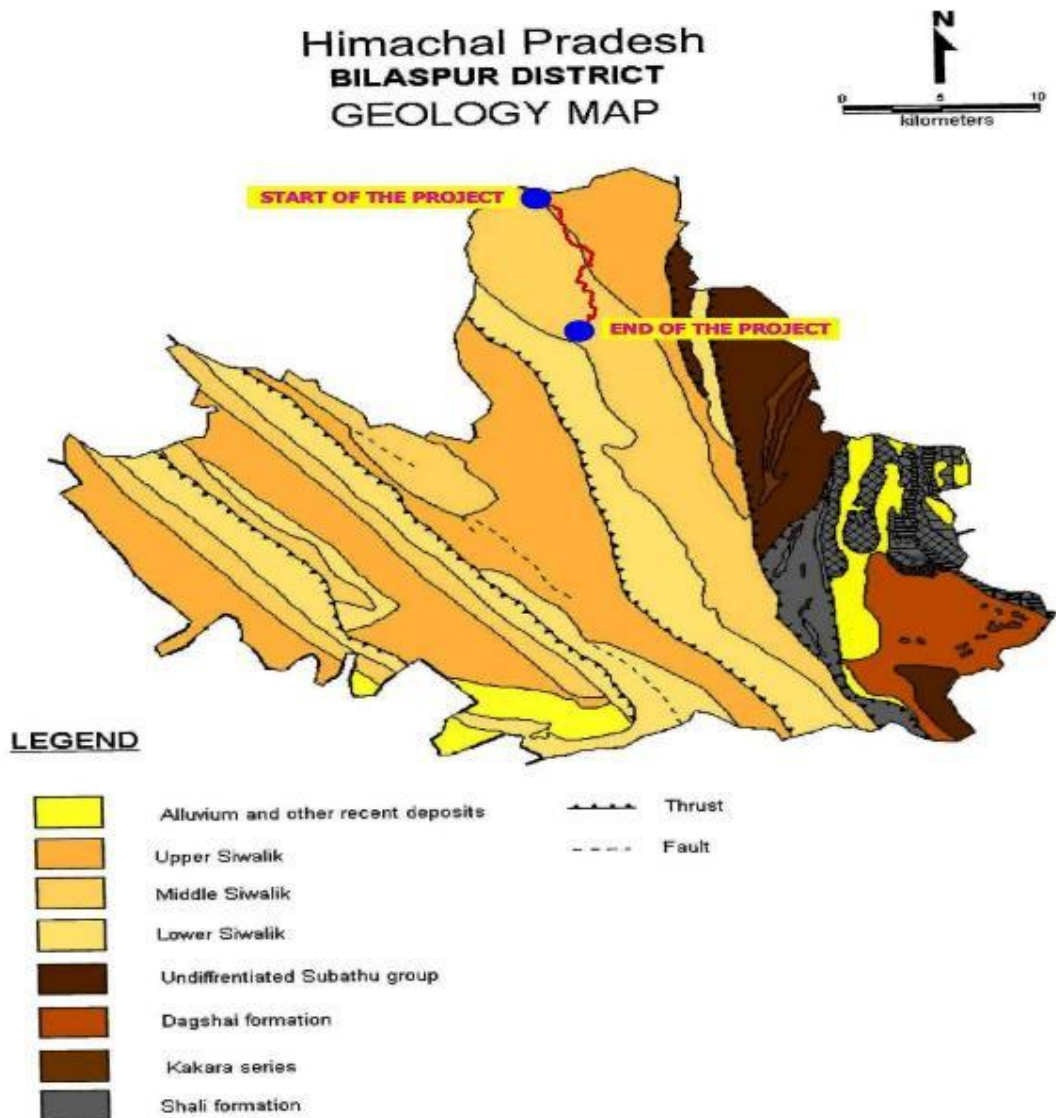 Himachal Pradesh
BILASPUR DISTRICT
GEOLOGY MAP
N
0 5 10
kilometers
START OF THE PROJECT
END OF THE PROJECT
LEGEND
Alluvium and other recent deposits
Upper Siwalik
Middle Siwalik
Lower Siwalik
Undiffrentiated Subathu group
Dagshai formation
Kakara series
Shali formation
Thrust
Fault